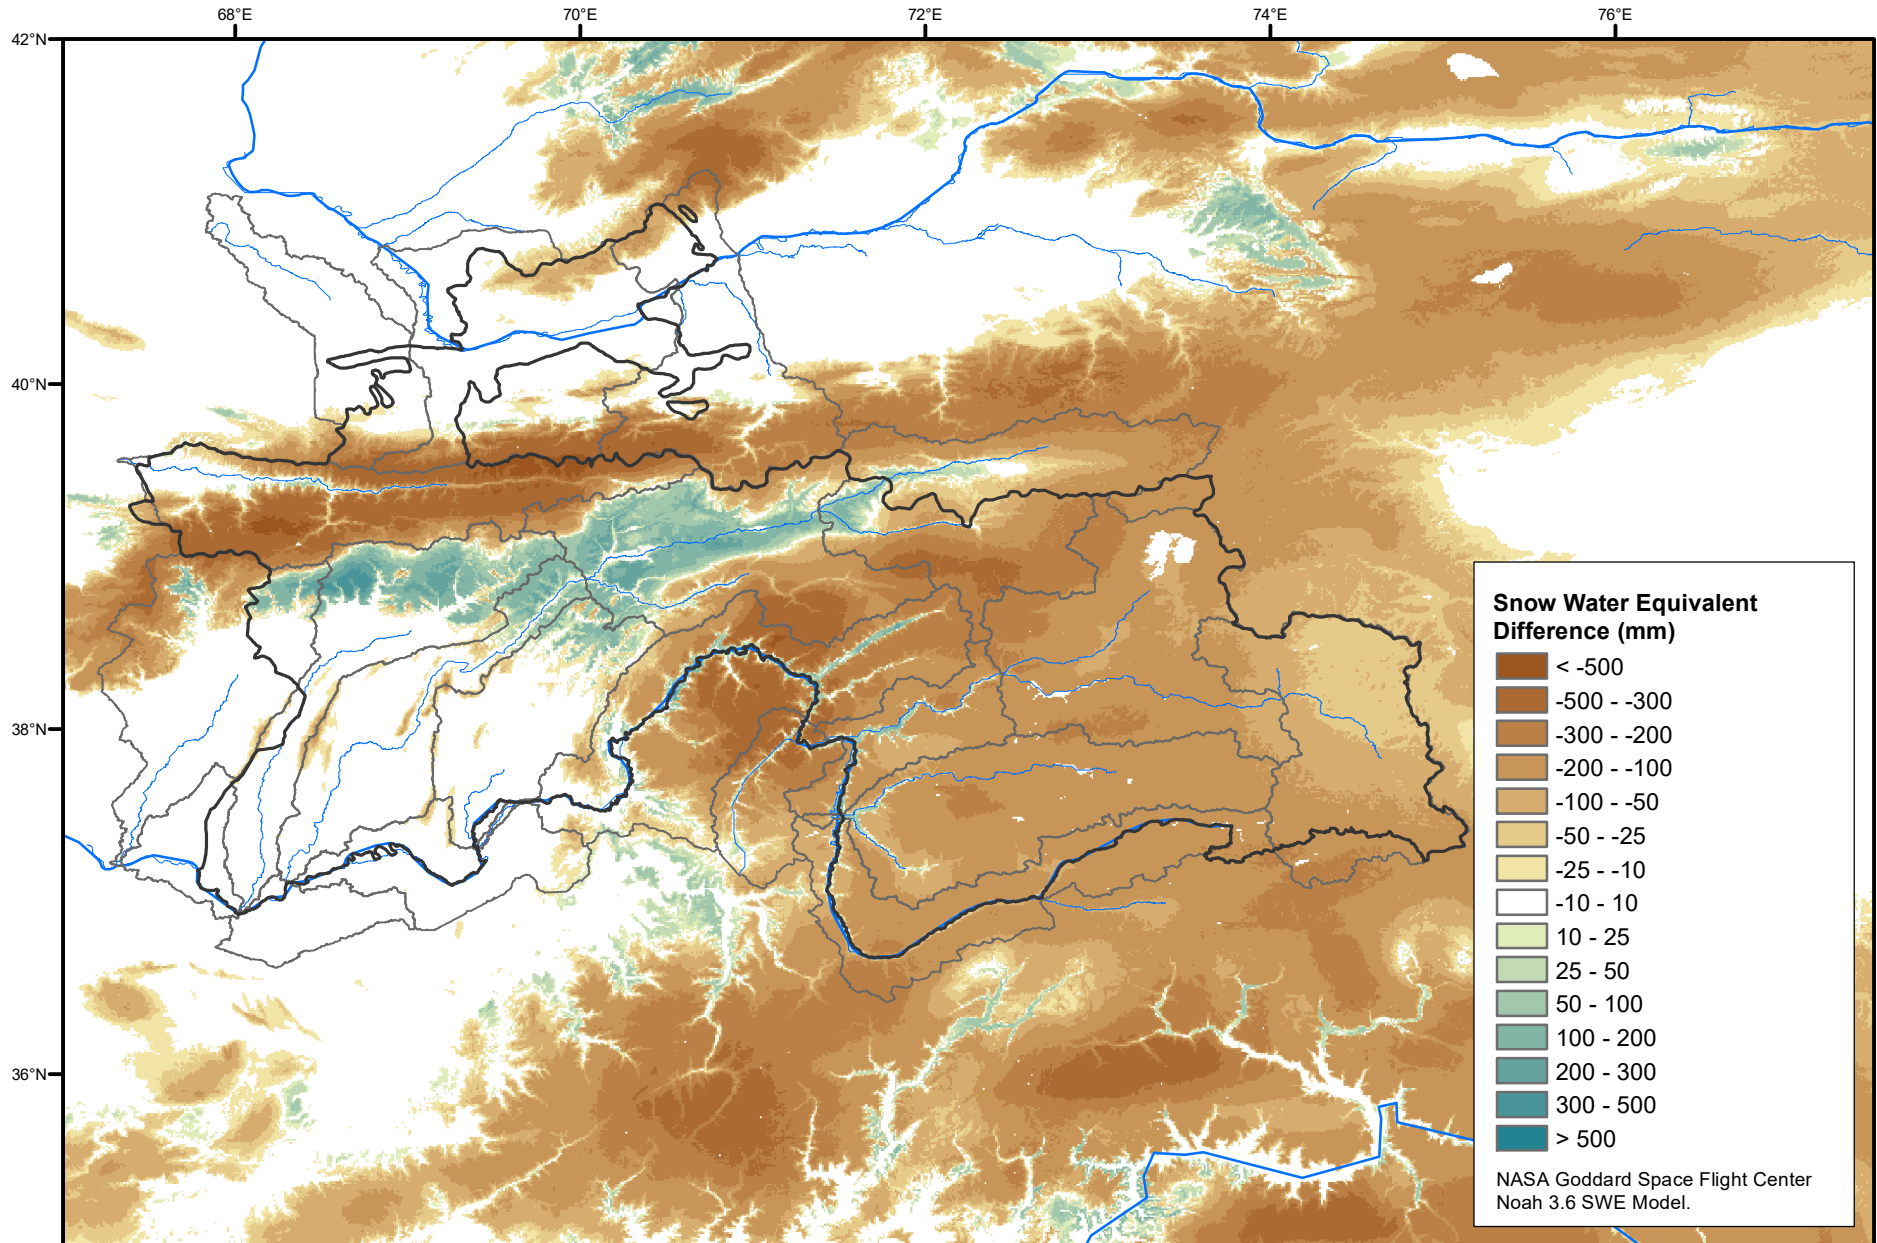 68°E 70°E 72°E 74°E 76°E
42°N
40°N
38°N
36°N
Snow Water Equivalent
Difference (mm)
< -500
-500 - -300
-300 - -200
-200 - -100
-100 - -50
-50 - -25
-25 - -10
-10 - 10
10 - 25
25 - 50
50 - 100
100 - 200
200 - 300
300 - 500
> 500
NASA Goddard Space Flight Center
Noah 3.6 SWE Model.